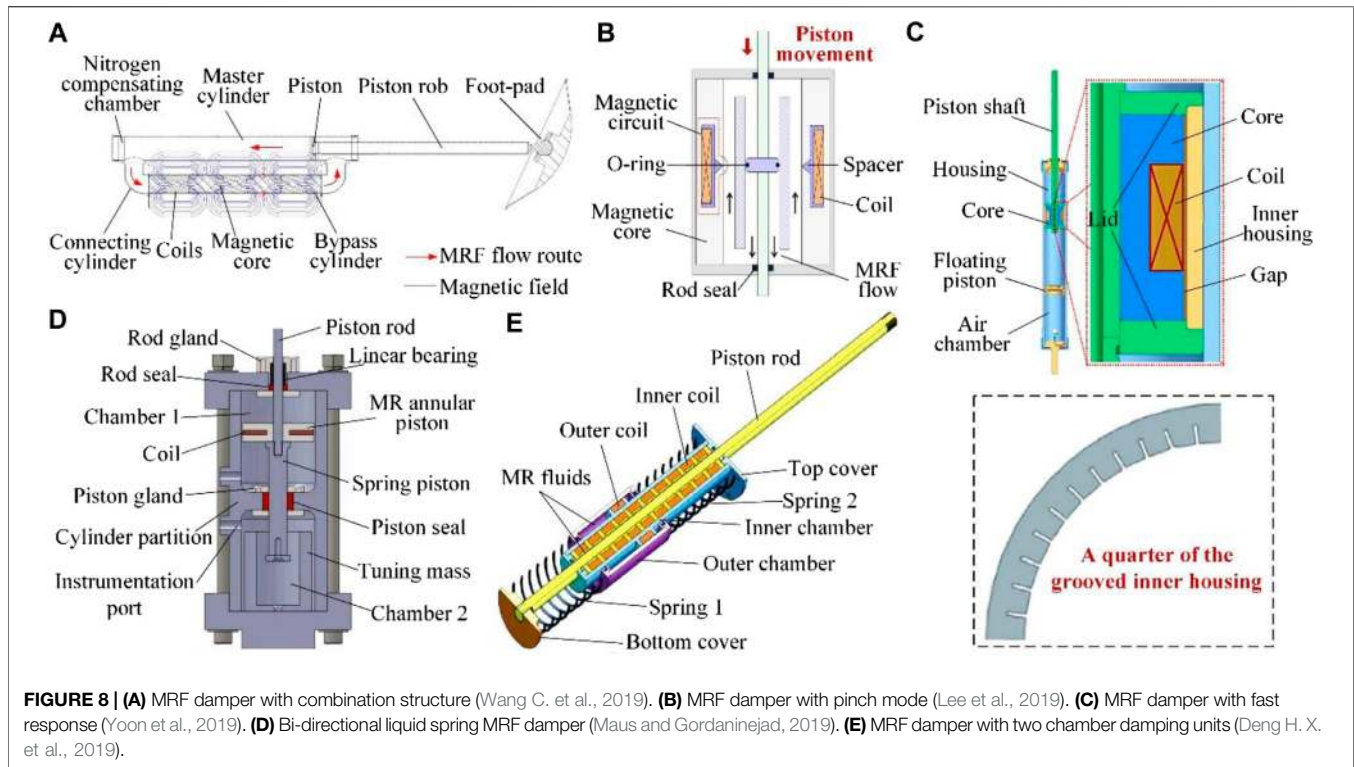 A
Nitrogen
compensating
chamber
Master
cylinder
Piston
Piston rob
Foot-pad
Connecting
cylinder
Coils
Magnetic
core
Bypass
cylinder
MRF flow route
Magnetic field
B
Piston
movement
Magnetic
circuit
O-ring
Magnetic
core
Rod seal
Spacer
Coil
MRF
flow
C
Piston shaft
Housing
Core
Floating
piston
Air
chamber
Lid
Core
Coil
Inner
housing
Gap
A quarter of the
grooved inner housing
D
Rod gland
Rod seal
Chamber 1
Coil
Piston gland
Cylinder partition
Instrumentation
port
Piston rod
Linear bearing
MR annular
piston
Spring piston
Piston seal
Tuning mass
Chamber 2
E
Piston rod
Inner coil
Outer coil
MR fluids
Top cover
Spring 2
Inner chamber
Outer chamber
Spring 1
Bottom cover
FIGURE 8 | (A) MRF damper with combination structure (Wang C. et al., 2019). (B) MRF damper with pinch mode (Lee et al., 2019). (C) MRF damper with fast
response (Yoon et al., 2019). (D) Bi-directional liquid spring MRF damper (Maus and Gordaninejad, 2019). (E) MRF damper with two chamber damping units (Deng H. X.
et al., 2019).